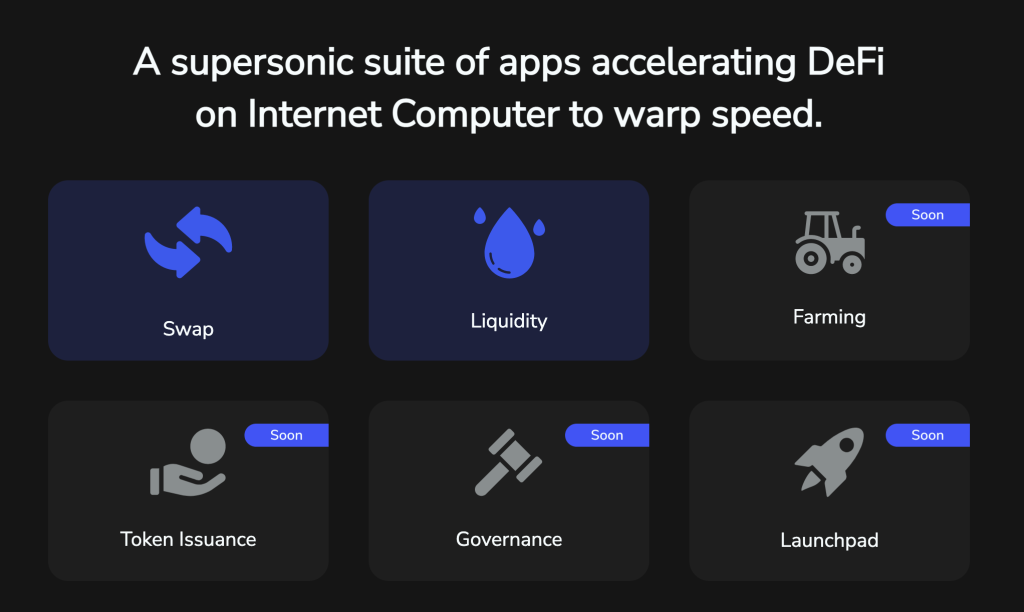 A supersonic suite of apps accelerating DeFi
on Internet Computer to warp speed.
Swap
Liquidity
Soon
Farming
Soon
Token Issuance
Soon
Governance
Soon
Launchpad